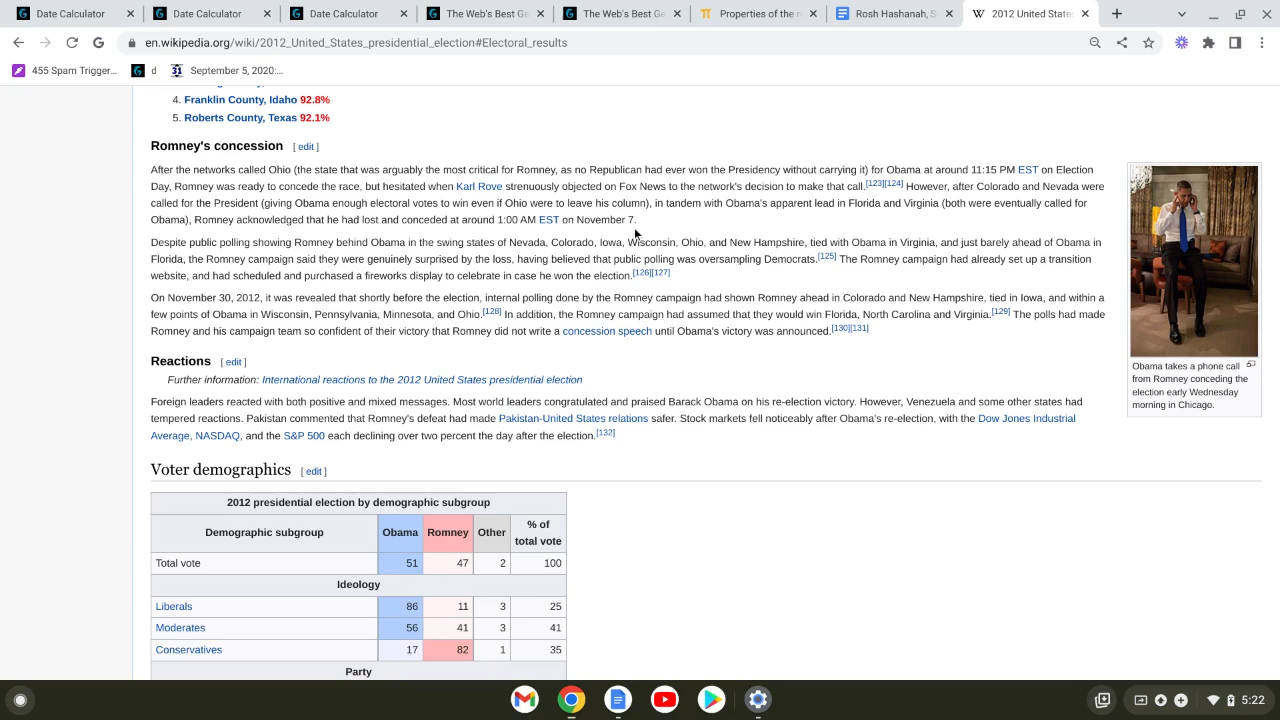 Date Calculator
Date Calculator
Date Calculator
The Web's Best Ge
The Web's Best Ge
Properties of the
Rosh Hashanah, S
2012 United States
en.wikipedia.org/wiki/2012_United_States_presidential_election#Electoral_results
455 Spam Trigger...
d
31
September 5, 2020:...
4. Franklin County, Idaho 92.8%
5. Roberts County, Texas 92.1%
Romney's concession [ edit ]
After the networks called Ohio (the state that was arguably the most critical for Romney, as no Republican had ever won the Presidency without carrying it) for Obama at around 11:15 PM EST on Election
Day, Romney was ready to concede the race, but hesitated when Karl Rove strenuously objected on Fox News to the network's decision to make that call.[123][124] However, after Colorado and Nevada were
called for the President (giving Obama enough electoral votes to win even if Ohio were to leave his column), in tandem with Obama's apparent lead in Florida and Virginia (both were eventually called for
Obama), Romney acknowledged that he had lost and conceded at around 1:00 AM EST on November 7.
Despite public polling showing Romney behind Obama in the swing states of Nevada, Colorado, Iowa, Wisconsin, Ohio, and New Hampshire, tied with Obama in Virginia, and just barely ahead of Obama in
Florida, the Romney campaign said they were genuinely surprised by the loss, having believed that public polling was oversampling Democrats.[125] The Romney campaign had already set up a transition
website, and had scheduled and purchased a fireworks display to celebrate in case he won the election.[126][127]
On November 30, 2012, it was revealed that shortly before the election, internal polling done by the Romney campaign had shown Romney ahead in Colorado and New Hampshire, tied in Iowa, and within a
few points of Obama in Wisconsin, Pennsylvania, Minnesota, and Ohio.[128] In addition, the Romney campaign had assumed that they would win Florida, North Carolina and Virginia.[129] The polls had made
Romney and his campaign team so confident of their victory that Romney did not write a concession speech until Obama's victory was announced.[130][131]
Obama takes a phone call
from Romney conceding the
election early Wednesday
morning in Chicago.
Reactions [ edit ]
Further information: International reactions to the 2012 United States presidential election
Foreign leaders reacted with both positive and mixed messages. Most world leaders congratulated and praised Barack Obama on his re-election victory. However, Venezuela and some other states had
tempered reactions. Pakistan commented that Romney's defeat had made Pakistan-United States relations safer. Stock markets fell noticeably after Obama's re-election, with the Dow Jones Industrial
Average, NASDAQ, and the S&P 500 each declining over two percent the day after the election.[132]
Voter demographics [ edit ]
2012 presidential election by demographic subgroup
Demographic subgroup Obama Romney Other % of
total vote
Total vote 51 47 2 100
Ideology
Liberals 86 11 3 25
Moderates 56 41 3 41
Conservatives 17 82 1 35
Party
5:22